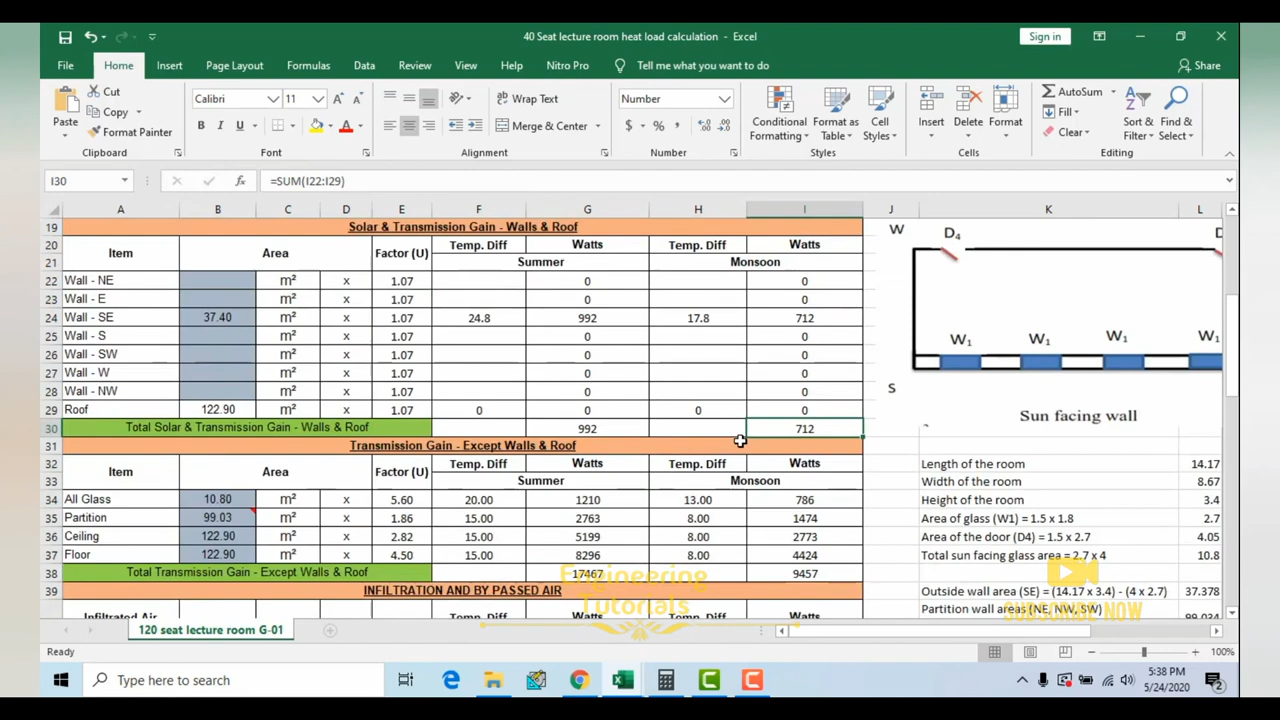 40 Seat lecture room heat load calculation - Excel
Sign in
File Home Insert Page Layout Formulas Data Review View Help Nitro Pro Tell me what you want to do Share
Paste Cut Copy Format Painter
Clipboard
Calibri 11
B I U
Font
Wrap Text
Merge & Center
Alignment
Number
$ % ,
Number
Conditional Formatting Format as Table Cell Styles
Styles
Insert Delete Format
Cells
AutoSum Fill Clear Sort & Filter Find & Select
Editing
I30 fx =SUM(I22:I29)
A B C D E F G H I J K L
19 Solar & Transmission Gain - Walls & Roof W D4
20 Item Area Factor (U) Temp. Diff Watts Temp. Diff Watts
21 Summer Monsoon
22 Wall - NE m² x 1.07 0 0
23 Wall - E m² x 1.07 0 0
24 Wall - SE 37.40 m² x 1.07 24.8 992 17.8 712
25 Wall - S m² x 1.07 0 0 W1 W1 W1 W1
26 Wall - SW m² x 1.07 0 0
27 Wall - W m² x 1.07 0 0
28 Wall - NW m² x 1.07 0 0 S
29 Roof 122.90 m² x 1.07 0 0 0 0 Sun facing wall
30 Total Solar & Transmission Gain - Walls & Roof 992 712
31 Transmission Gain - Except Walls & Roof
32 Item Area Factor (U) Temp. Diff Watts Temp. Diff Watts Length of the room 14.17
33 Summer Monsoon Width of the room 8.67
34 All Glass 10.80 m² x 5.60 20.00 1210 13.00 786 Height of the room 3.4
35 Partition 99.03 m² x 1.86 15.00 2763 8.00 1474 Area of glass (W1) = 1.5 x 1.8 2.7
36 Ceiling 122.90 m² x 2.82 15.00 5199 8.00 2773 Area of the door (D4) = 1.5 x 2.7 4.05
37 Floor 122.90 m² x 4.50 15.00 8296 8.00 4424 Total sun facing glass area = 2.7 x 4 10.8
38 Total Transmission Gain - Except Walls & Roof 17467 9457
39 INFILTRATION AND BY PASSED AIR Outside wall area (SE) = (14.17 x 3.4) - (4 x 2.7) 37.378
Infiltrated Air Temp. Diff Watts Temp. Diff Watts Partition wall areas (NE, NW, SW)
Engineering
Tutorials
SUBSCRIBE NOW
120 seat lecture room G-01
Ready 100%
Type here to search
5:38 PM
5/24/2020
2